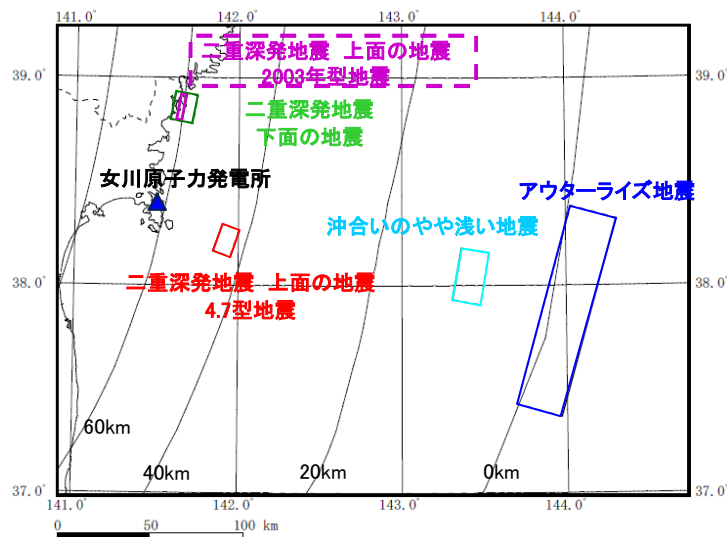 141.0°
142.0°
143.0°
144.0°
39.0°
39.0°
二重深発地震 上面の地震
2003年型地震
二重深発地震
下面の地震
女川原子力発電所
アウターライズ地震
沖合いのやや浅い地震
38.0°
38.0°
二重深発地震 上面の地震
4.7型地震
60km
40km
20km
0km
37.0°
37.0°
141.0°
142.0°
143.0°
144.0°
0
50
100 km